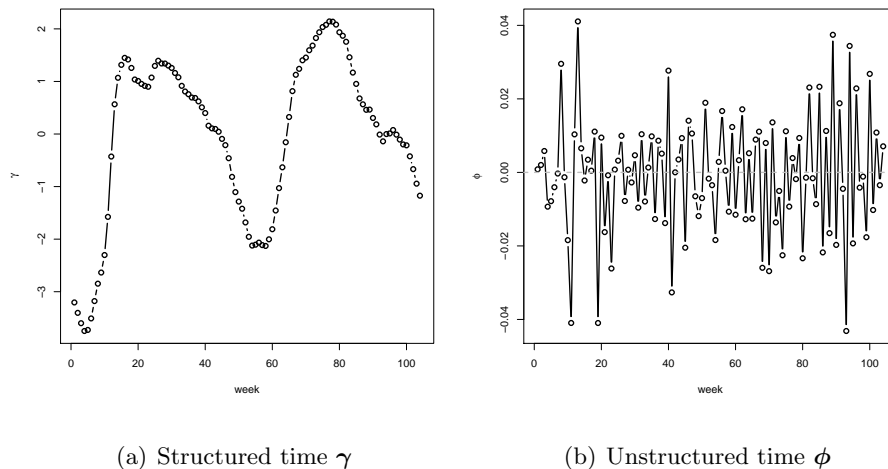 2
1
0
−1
−2
−3
γ
0 20 40 60 80 100
week
(a) Structured time γ
0.04
0.02
0.00
−0.02
−0.04
ϕ
0 20 40 60 80 100
week
(b) Unstructured time ϕ